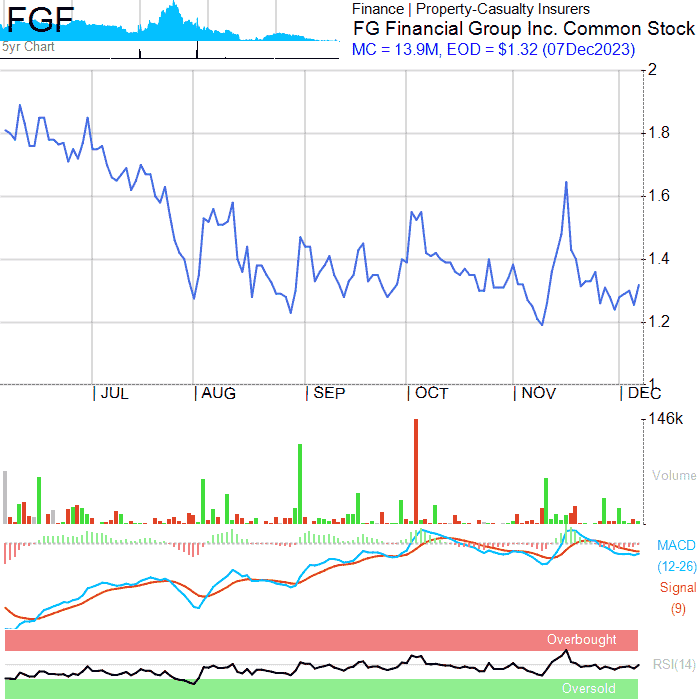 FGF
5yr Chart
Finance | Property-Casualty Insurers
FG Financial Group Inc. Common Stock
MC = 13.9M, EOD = $1.32 (07Dec2023)
2
1.8
1.6
1.4
1.2
1
JUL AUG SEP OCT NOV DEC
146k
Volume
MACD
(12-26)
Signal
(9)
Overbought
RSI(14)
Oversold